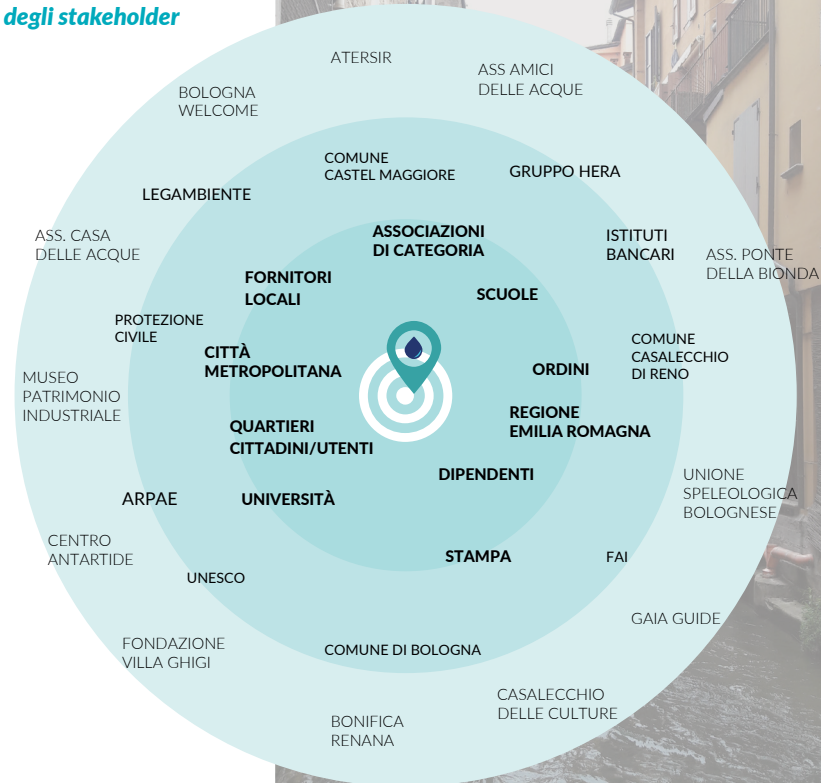 degli stakeholder
ATERSIR
ASS AMICI
DELLE ACQUE
BOLOGNA
WELCOME
COMUNE
CASTEL MAGGIORE
GRUPPO HERA
LEGAMBIENTE
ASS. CASA
DELLE ACQUE
ASSOCIAZIONI
DI CATEGORIA
ISTITUTI
BANCARI
ASS. PONTE
DELLA BIONDA
FORNITORI
LOCALI
SCUOLE
PROTEZIONE
CIVILE
CITTÀ
METROPOLITANA
COMUNE
CASALECCHIO
DI RENO
ORDINI
MUSEO
PATRIMONIO
INDUSTRIALE
REGIONE
EMILIA ROMAGNA
QUARTIERI
CITTADINI/UTENTI
DIPENDENTI
UNIONE
SPELEOLOGICA
BOLOGNESE
ARPAE
UNIVERSITÀ
CENTRO
ANTARTIDE
STAMPA
FAI
UNESCO
GAIA GUIDE
FONDAZIONE
VILLA GHIGI
COMUNE DI BOLOGNA
CASALECCHIO
DELLE CULTURE
BONIFICA
RENANA